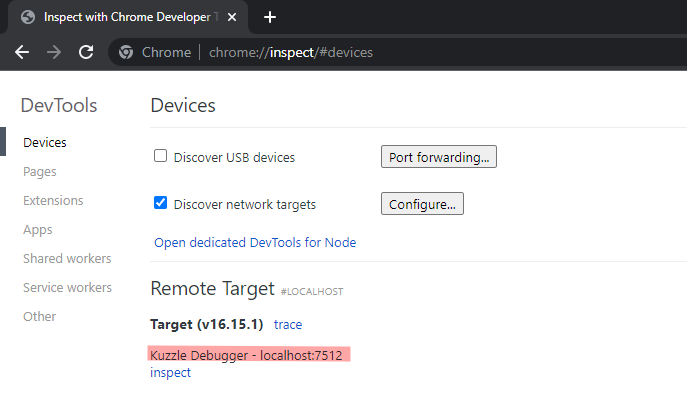 Inspect with Chrome Developer T
Chrome | chrome://inspect/#devices
DevTools
Devices
Pages
Extensions
Apps
Shared workers
Service workers
Other
Devices
Discover USB devices
Port forwarding...
Discover network targets
Configure...
Open dedicated DevTools for Node
Remote Target #LOCALHOST
Target (v16.15.1) trace
Kuzzle Debugger - localhost:7512
inspect